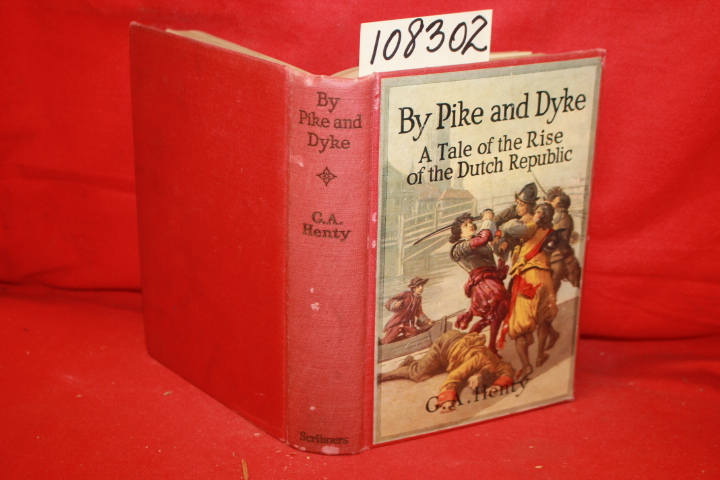 108302
By
Pike and
Dyke
G.A.
Henty
Scribners
By Pike and Dyke
A Tale of the Rise
of the Dutch Republic
G. A. Henty